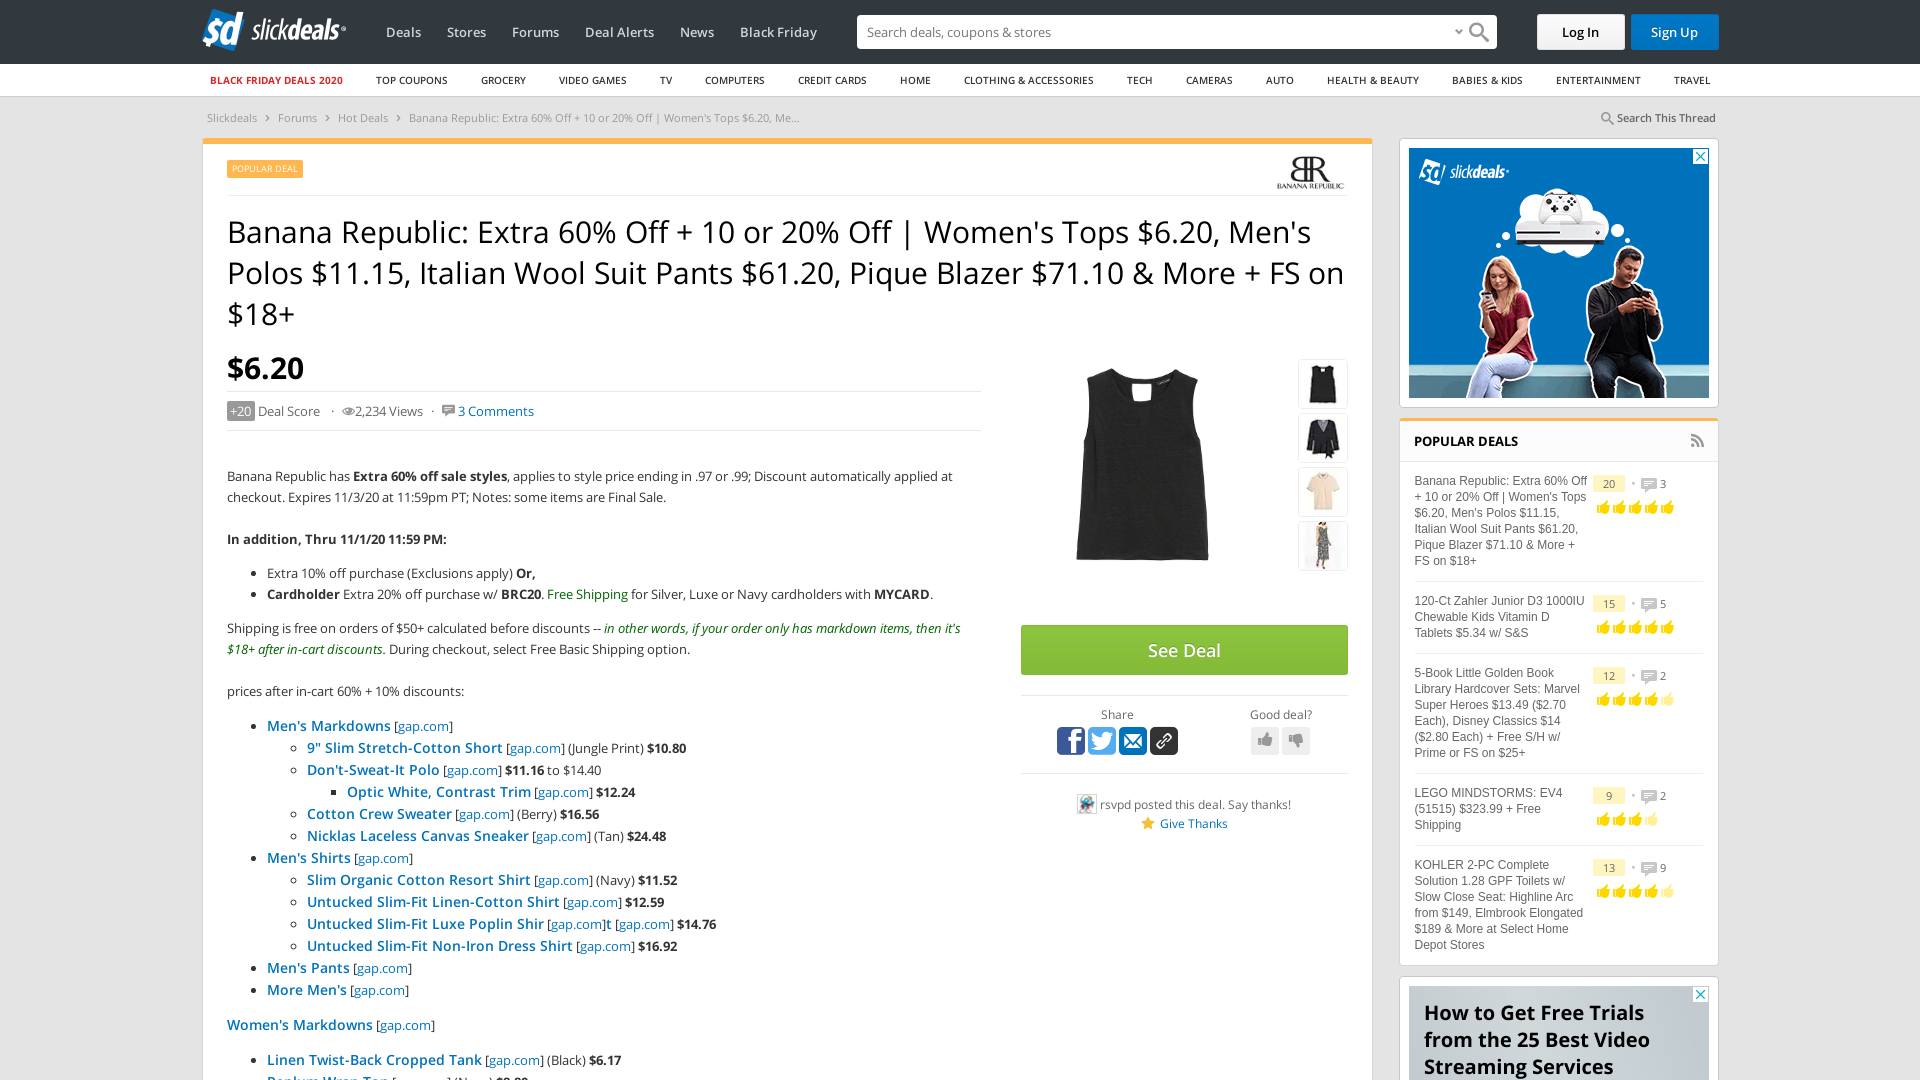 sd slickdeals
Deals Stores Forums Deal Alerts News Black Friday
Search deals, coupons & stores
Log In Sign Up
BLACK FRIDAY DEALS 2020 TOP COUPONS GROCERY VIDEO GAMES TV COMPUTERS CREDIT CARDS HOME CLOTHING & ACCESSORIES TECH CAMERAS AUTO HEALTH & BEAUTY BABIES & KIDS ENTERTAINMENT TRAVEL
Slickdeals › Forums › Hot Deals › Banana Republic: Extra 60% Off + 10 or 20% Off | Women's Tops $6.20, Me...
Search This Thread
POPULAR DEAL
BR
BANANA REPUBLIC
Banana Republic: Extra 60% Off + 10 or 20% Off | Women's Tops $6.20, Men's
Polos $11.15, Italian Wool Suit Pants $61.20, Pique Blazer $71.10 & More + FS on
$18+
$6.20
+20 Deal Score · 2,234 Views · 3 Comments
Banana Republic has Extra 60% off sale styles, applies to style price ending in .97 or .99; Discount automatically applied at
checkout. Expires 11/3/20 at 11:59pm PT; Notes: some items are Final Sale.
In addition, Thru 11/1/20 11:59 PM:
• Extra 10% off purchase (Exclusions apply) Or,
• Cardholder Extra 20% off purchase w/ BRC20. Free Shipping for Silver, Luxe or Navy cardholders with MYCARD.
Shipping is free on orders of $50+ calculated before discounts -- in other words, if your order only has markdown items, then it's
$18+ after in-cart discounts. During checkout, select Free Basic Shipping option.
prices after in-cart 60% + 10% discounts:
• Men's Markdowns [gap.com]
9" Slim Stretch-Cotton Short [gap.com] (Jungle Print) $10.80
Don't-Sweat-It Polo [gap.com] $11.16 to $14.40
Optic White, Contrast Trim [gap.com] $12.24
Cotton Crew Sweater [gap.com] (Berry) $16.56
Nicklas Laceless Canvas Sneaker [gap.com] (Tan) $24.48
• Men's Shirts [gap.com]
Slim Organic Cotton Resort Shirt [gap.com] (Navy) $11.52
Untucked Slim-Fit Linen-Cotton Shirt [gap.com] $12.59
Untucked Slim-Fit Luxe Poplin Shir [gap.com]t [gap.com] $14.76
Untucked Slim-Fit Non-Iron Dress Shirt [gap.com] $16.92
• Men's Pants [gap.com]
• More Men's [gap.com]
Women's Markdowns [gap.com]
• Linen Twist-Back Cropped Tank [gap.com] (Black) $6.17
See Deal
Share
Good deal?
rsvpd posted this deal. Say thanks!
Give Thanks
sd slickdeals
POPULAR DEALS
Banana Republic: Extra 60% Off
+ 10 or 20% Off | Women's Tops
$6.20, Men's Polos $11.15,
Italian Wool Suit Pants $61.20,
Pique Blazer $71.10 & More +
FS on $18+
20 • 3
120-Ct Zahler Junior D3 1000IU
Chewable Kids Vitamin D
Tablets $5.34 w/ S&S
15 • 5
5-Book Little Golden Book
Library Hardcover Sets: Marvel
Super Heroes $13.49 ($2.70
Each), Disney Classics $14
($2.80 Each) + Free S/H w/
Prime or FS on $25+
12 • 2
LEGO MINDSTORMS: EV4
(51515) $323.99 + Free
Shipping
9 • 2
KOHLER 2-PC Complete
Solution 1.28 GPF Toilets w/
Slow Close Seat: Highline Arc
from $149, Elmbrook Elongated
$189 & More at Select Home
Depot Stores
13 • 9
How to Get Free Trials
from the 25 Best Video
Streaming Services